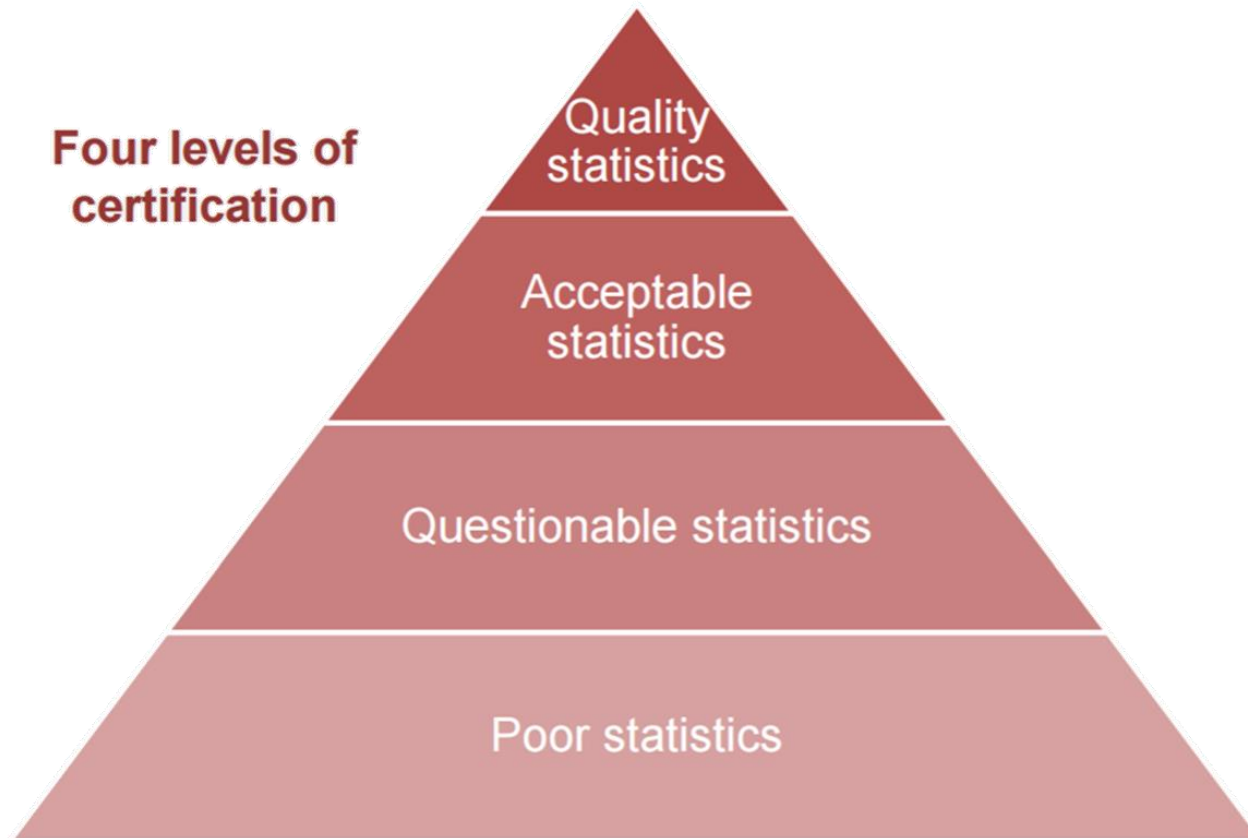 Four levels of
certification
Quality
statistics
Acceptable
statistics
Questionable statistics
Poor statistics